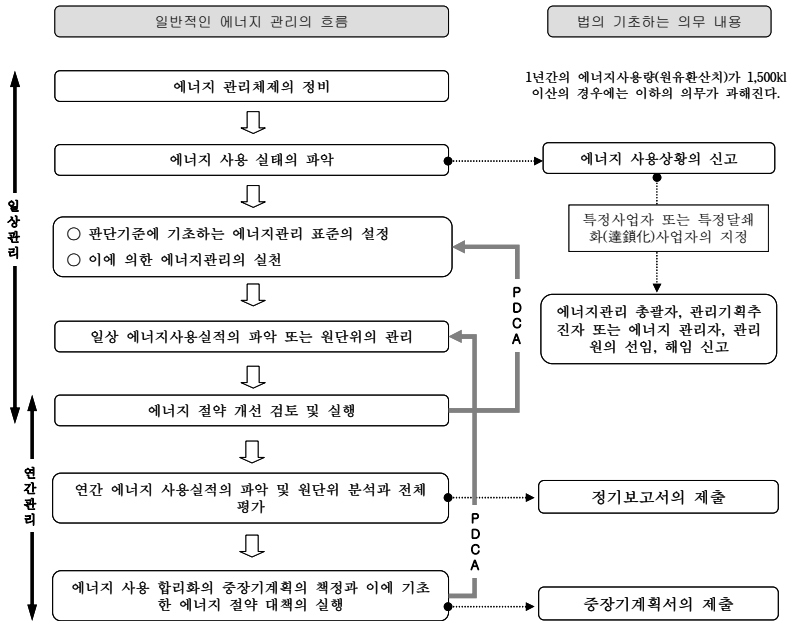 일반적인 에너지 관리의 흐름
법의 기초하는 의무 내용
에너지 관리체제의 정비
1년간의 에너지사용량(원유환산치)가 1,500kl
이산의 경우에는 이하의 의무가 과해진다.
에너지 사용 실태의 파악
에너지 사용상황의 신고
일상관리
○ 판단기준에 기초하는 에너지관리 표준의 설정
○ 이에 의한 에너지관리의 실천
특정사업자 또는 특정달쇄
화(達鎖化)사업자의 지정
PDCA
일상 에너지사용실적의 파악 또는 원단위의 관리
에너지관리 총괄자, 관리기획추
진자 또는 에너지 관리자, 관리
원의 선임, 해임 신고
에너지 절약 개선 검토 및 실행
연간관리
연간 에너지 사용실적의 파악 및 원단위 분석과 전체
평가
정기보고서의 제출
PDCA
에너지 사용 합리화의 중장기계획의 책정과 이에 기초
한 에너지 절약 대책의 실행
중장기계획서의 제출